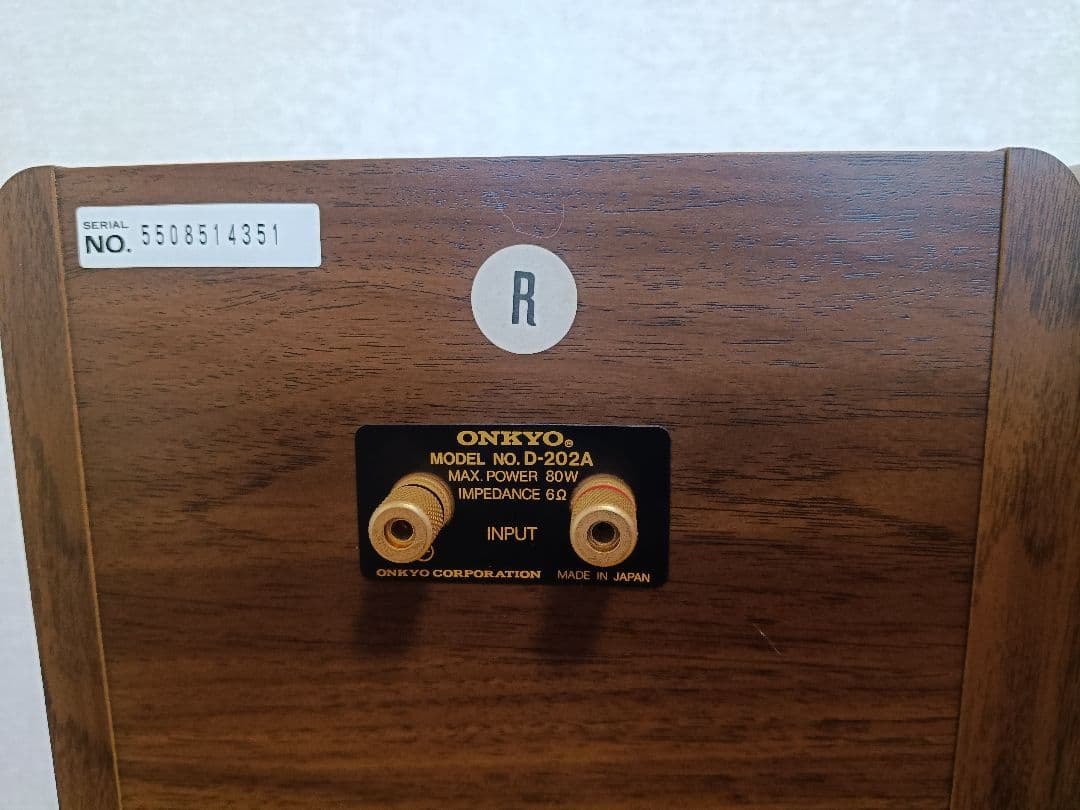 SERIAL
NO. 5508514351
R
ONKYO®
MODEL NO. D-202A
MAX. POWER 80W
IMPEDANCE 6Ω
INPUT
ONKYO CORPORATION MADE IN JAPAN